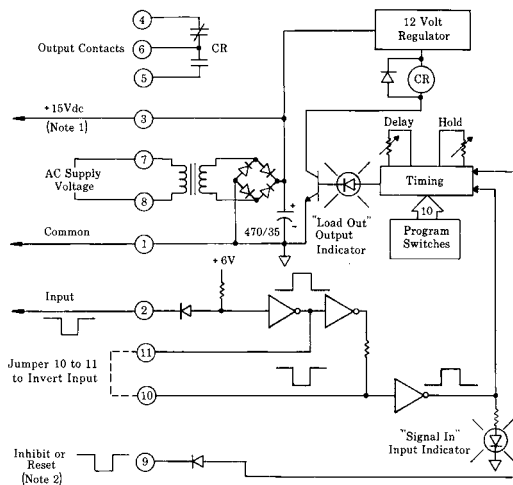 4
Output Contacts
6
CR
5
12 Volt
Regulator
CR
+15Vdc
(Note 1)
3
Delay
Hold
7
AC Supply
Voltage
8
Timing
+
-
470/35
"Load Out"
Output
Indicator
10
Program
Switches
Common
1
+6V
Input
2
11
Jumper 10 to 11
to Invert Input
10
"Signal In"
Input Indicator
Inhibit or
Reset
(Note 2)
9